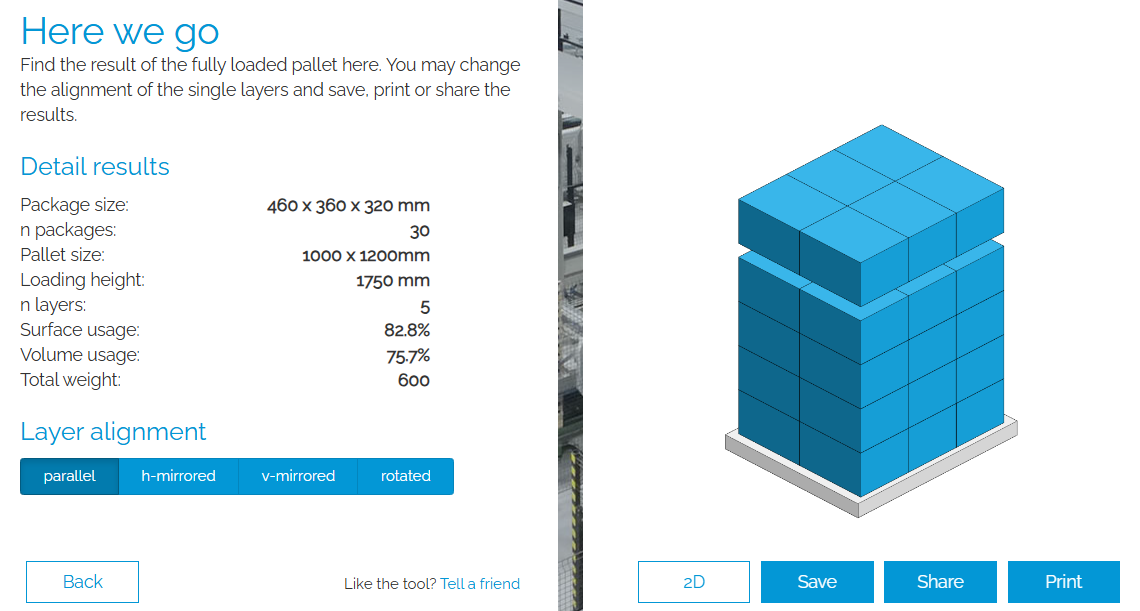 Here we go
Find the result of the fully loaded pallet here. You may change
the alignment of the single layers and save, print or share the
results.
Detail results
Package size: 460 x 360 x 320 mm
n packages: 30
Pallet size: 1000 x 1200mm
Loading height: 1750 mm
n layers: 5
Surface usage: 82.8%
Volume usage: 75.7%
Total weight: 600
Layer alignment
parallel h-mirrored v-mirrored rotated
Back Like the tool? Tell a friend
2D Save Share Print